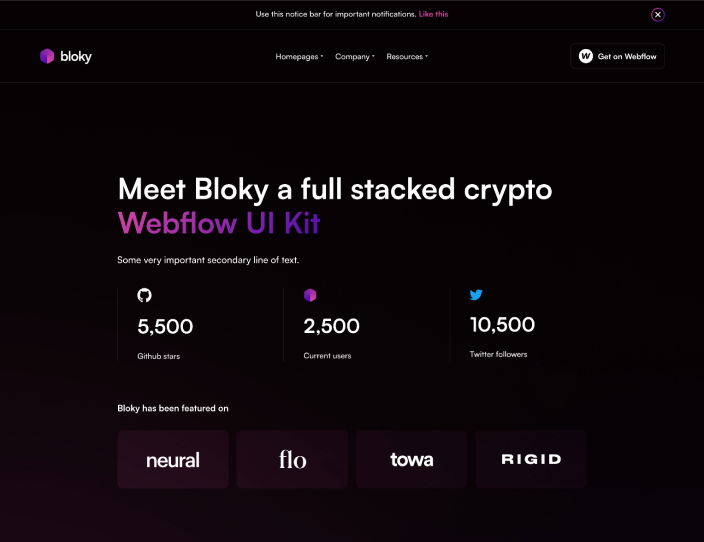 Use this notice bar for important notifications. Like this
bloky
Homepages Company Resources
W Get on Webflow
Meet Bloky a full stacked crypto
Webflow UI Kit
Some very important secondary line of text.
5,500 2,500 10,500
Github stars Current users Twitter followers
Bloky has been featured on
neural flo towa RIGID